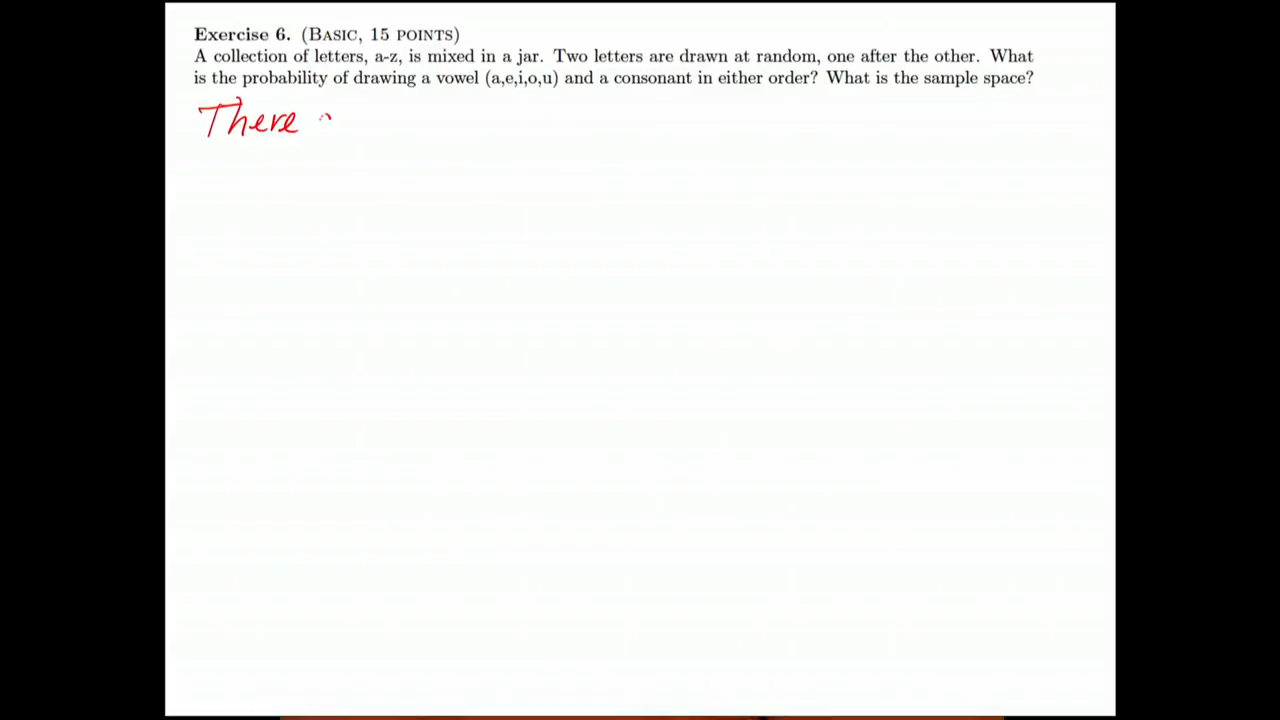 Exercise 6. (BASIC, 15 POINTS)
A collection of letters, a-z, is mixed in a jar. Two letters are drawn at random, one after the other. What
is the probability of drawing a vowel (a,e,i,o,u) and a consonant in either order? What is the sample space?
There